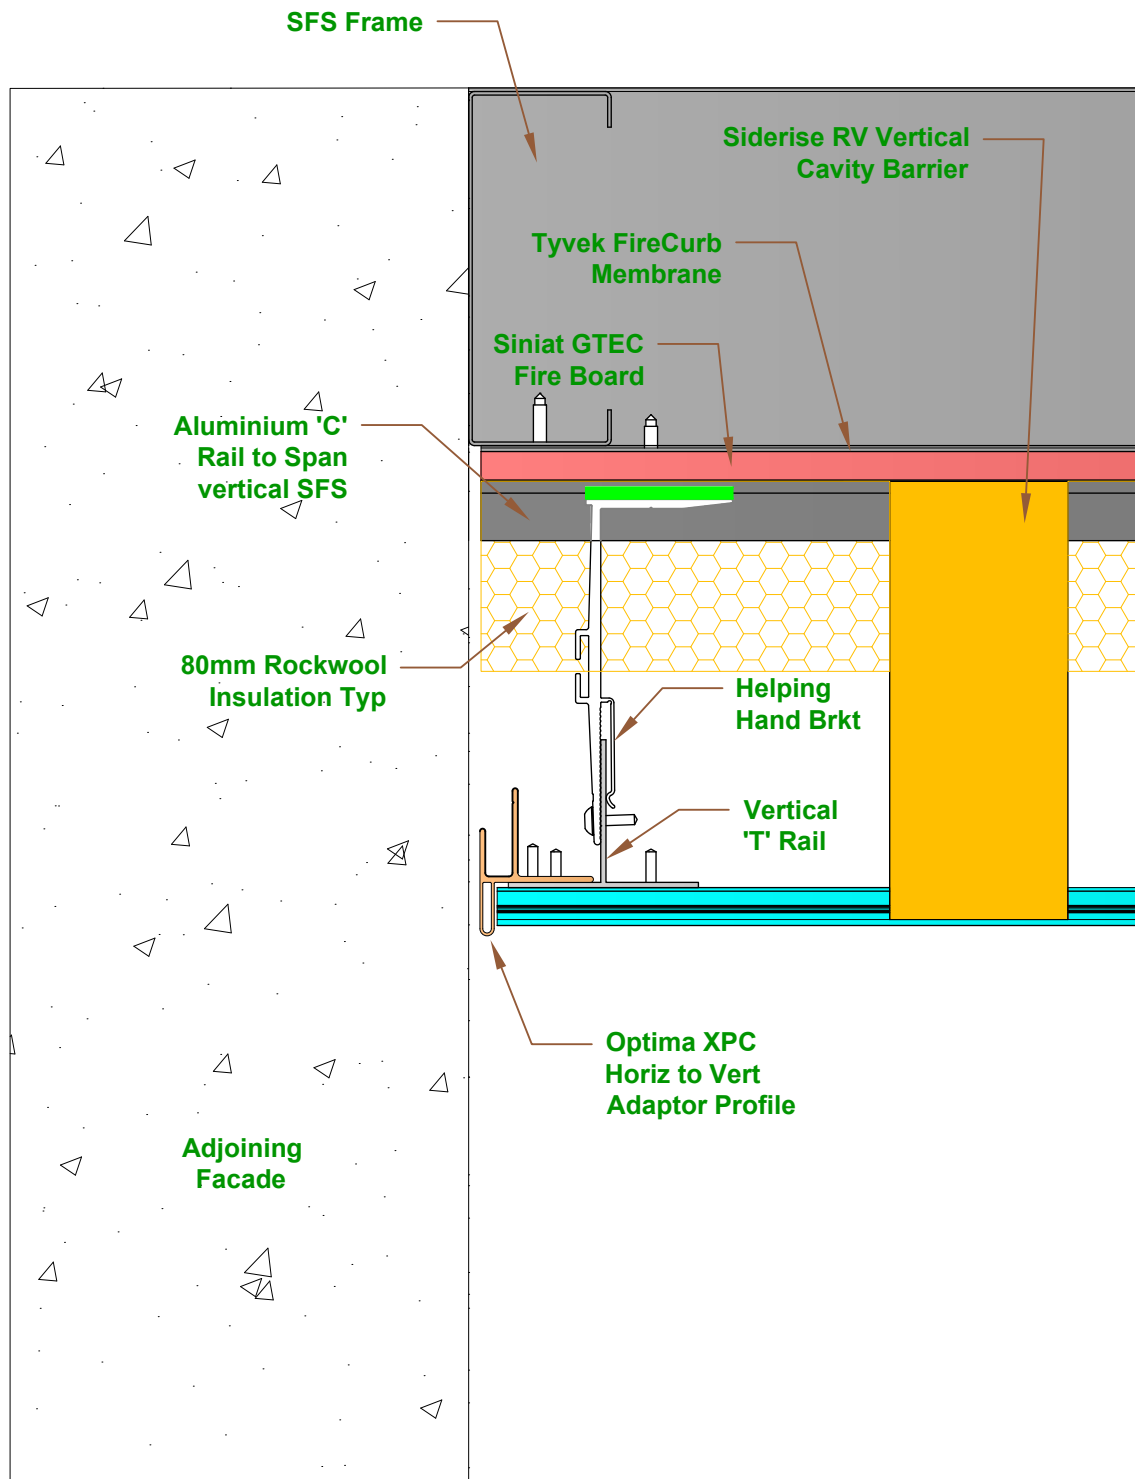 SFS Frame
Siderise RV Vertical
Cavity Barrier
Tyvek FireCurb
Membrane
Siniat GTEC
Fire Board
Aluminium 'C'
Rail to Span
vertical SFS
80mm Rockwool
Insulation Typ
Helping
Hand Brkt
Vertical
'T' Rail
Optima XPC
Horiz to Vert
Adaptor Profile
Adjoining
Facade